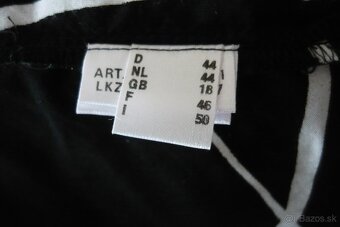 D 44
NL 44
GB 18
F 46
I 50
ART.
LKZ
bazos.sk